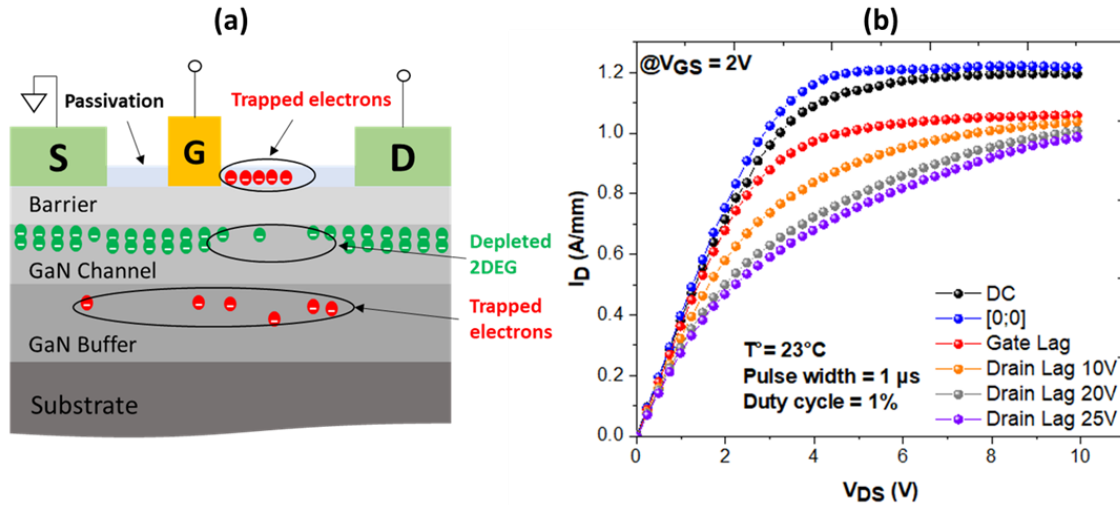 (a)
Passivation
Trapped electrons
S
G
D
Barrier
GaN Channel
Depleted
2DEG
GaN Buffer
Trapped
electrons
Substrate
(b)
@VGS = 2V
1.2
1.0
0.8
0.6
0.4
0.2
0.0
ID (A/mm)
DC
[0;0]
Gate Lag
Drain Lag 10V
Drain Lag 20V
Drain Lag 25V
T°= 23°C
Pulse width = 1 µs
Duty cycle = 1%
0 2 4 6 8 10
VDS (V)